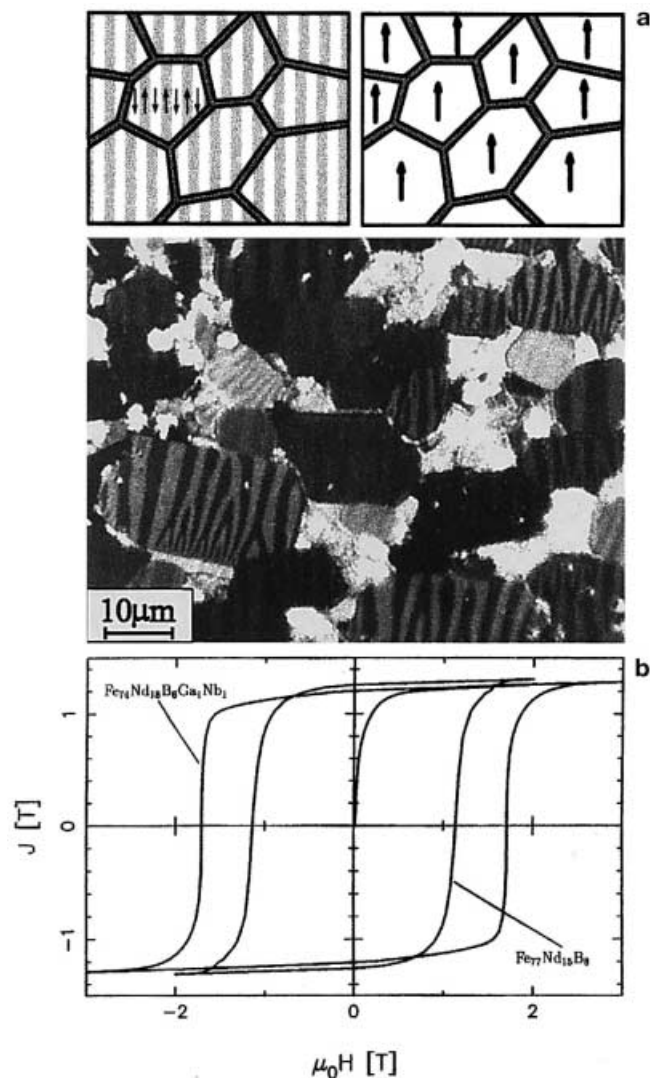 a
10μm
b
Fe₇₄Nd₁₈B₆Ga₁Nb₁
1
J [T]
0
Fe₇₇Nd₁₅B₈
−1
−2
0
2
μ₀H [T]